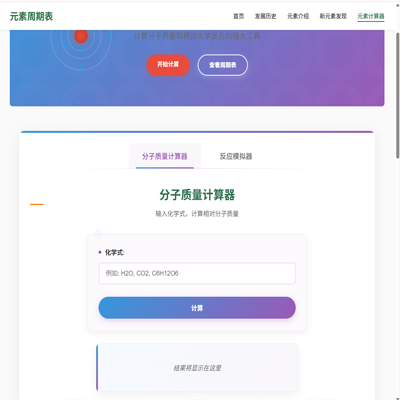 元素周期表
首页 发展历史 元素介绍 新元素发现 元素计算器
计算分子质量和模拟化学反应的强大工具
开始计算 查看周期表
分子质量计算器 反应模拟器
分子质量计算器
输入化学式，计算相对分子质量
化学式:
例如: H2O, CO2, C6H12O6
计算
结果将显示在这里